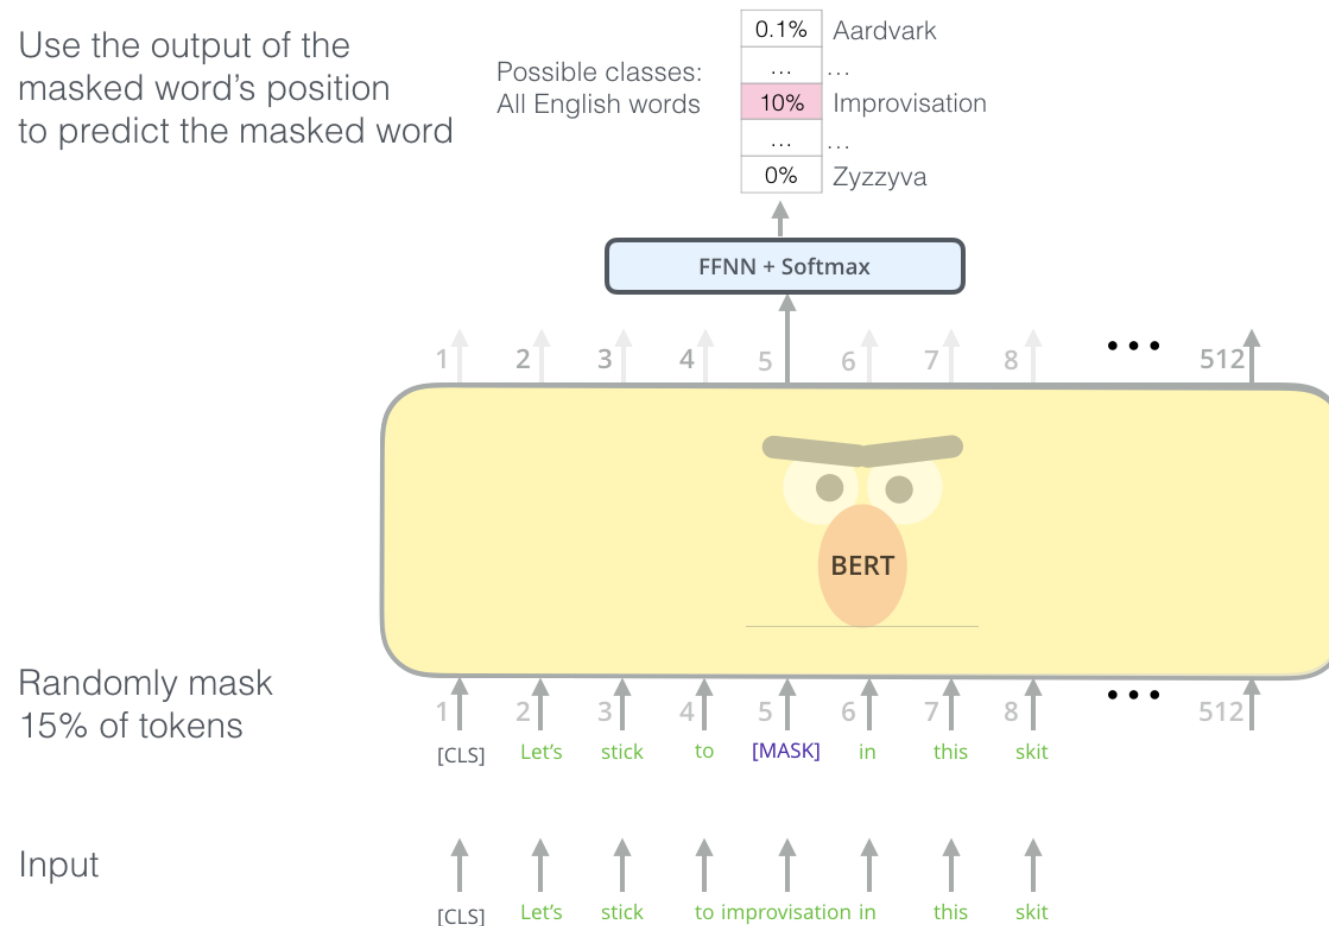 Use the output of the
masked word's position
to predict the masked word
Possible classes:
All English words
0.1% Aardvark
... ...
10% Improvisation
... ...
0% Zyzzyva
FFNN + Softmax
1 2 3 4 5 6 7 8 ... 512
BERT
Randomly mask
15% of tokens
1 2 3 4 5 6 7 8 ... 512
[CLS] Let's stick to [MASK] in this skit
Input
[CLS] Let's stick to improvisation in this skit